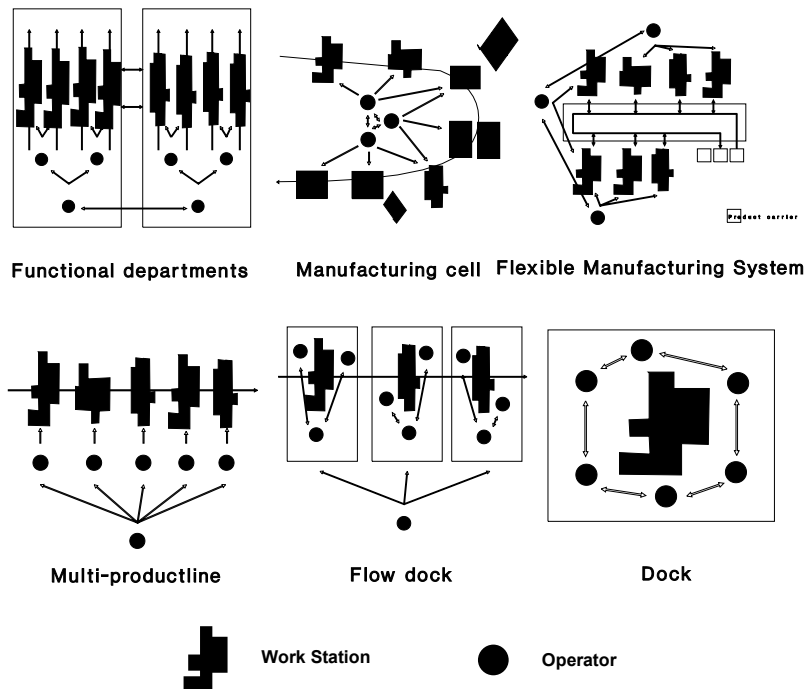 Product carrier
Functional departments
Manufacturing cell
Flexible Manufacturing System
Multi-productline
Flow dock
Dock
Work Station
Operator